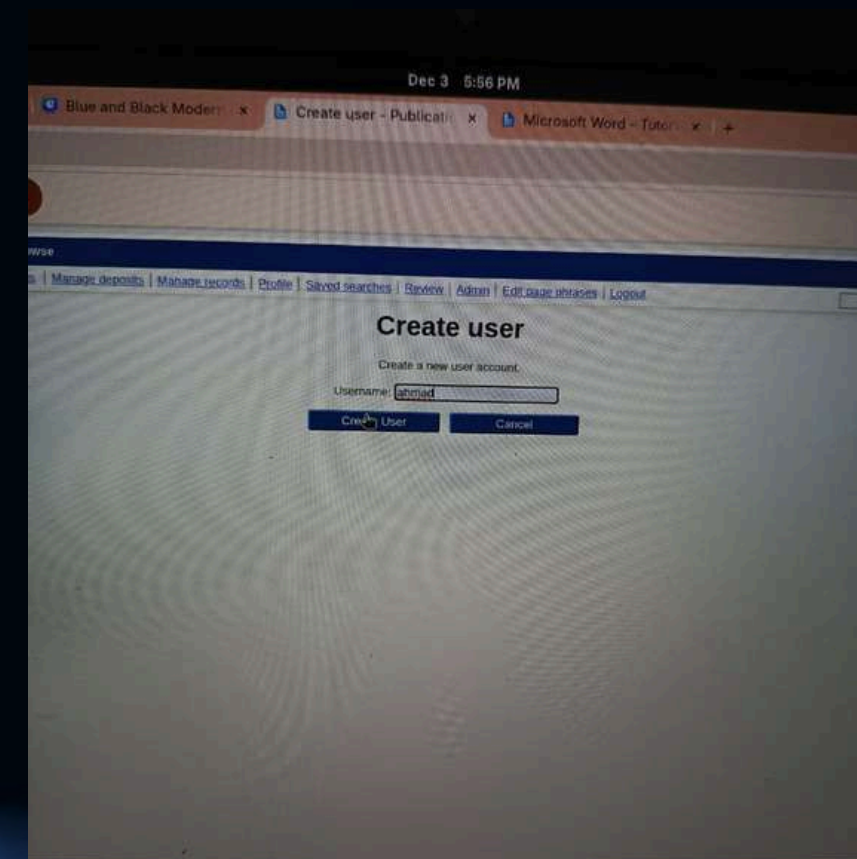 Dec 3 5:56 PM
Blue and Black Modern × Create user - Publicati × Microsoft Word - Tutori × +
Manage deposits | Manage records | Profile | Saved searches | Review | Admin | Edit page phrases | Logout
Create user
Create a new user account.
Username: ahmad
User Cancel